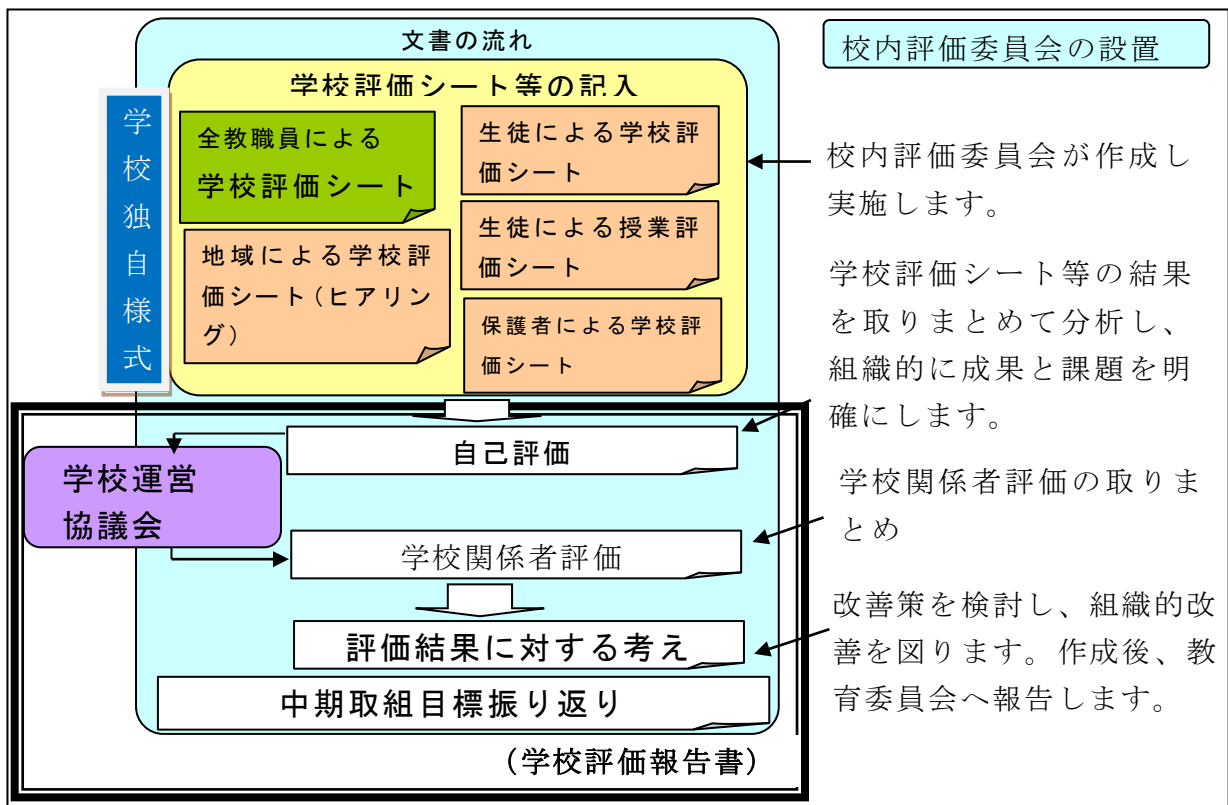 文書の流れ
校内評価委員会の設置
学校評価シート等の記入
学校独自様式
全教職員による
学校評価シート
生徒による学校評
価シート
地域による学校評
価シート(ヒアリン
グ)
生徒による授業評
価シート
保護者による学校評
価シート
校内評価委員会が作成し
実施します。
学校評価シート等の結果
を取りまとめて分析し、
組織的に成果と課題を明
確にします。
自己評価
学校運営
協議会
学校関係者評価の取りま
とめ
学校関係者評価
改善策を検討し、組織的改
善を図ります。作成後、教
育委員会へ報告します。
評価結果に対する考え
中期取組目標振り返り
(学校評価報告書)